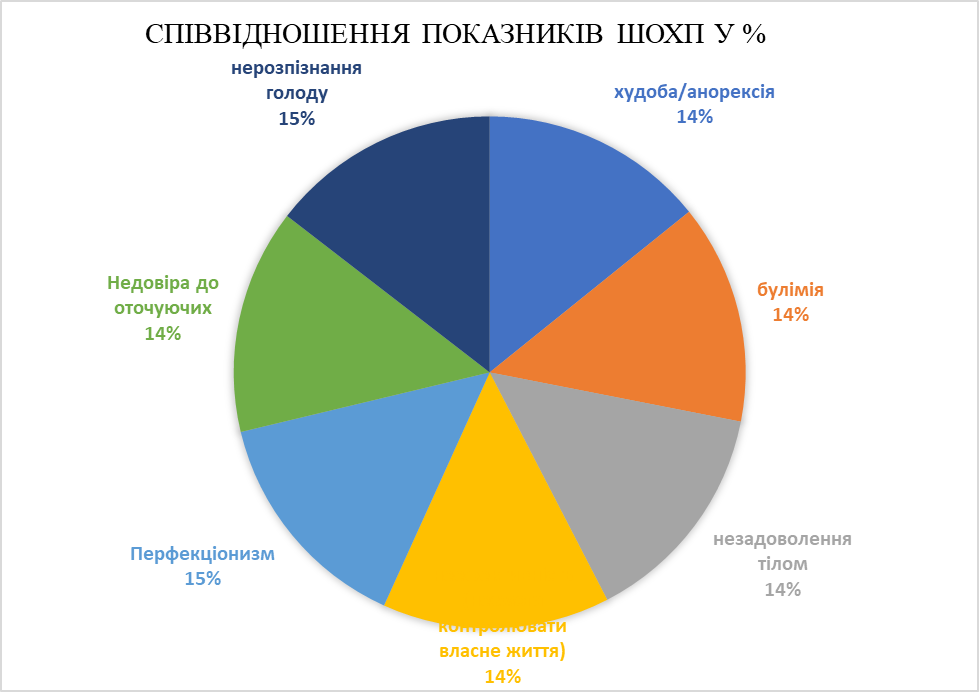 СПІВВІДНОШЕННЯ ПОКАЗНИКІВ ШОХП У %
нерозпізнання
голоду
15%
худоба/анорексія
14%
булімія
14%
незадоволення
тілом
14%
контролювати
власне життя)
14%
Перфекціонизм
15%
Недовіра до
оточуючих
14%